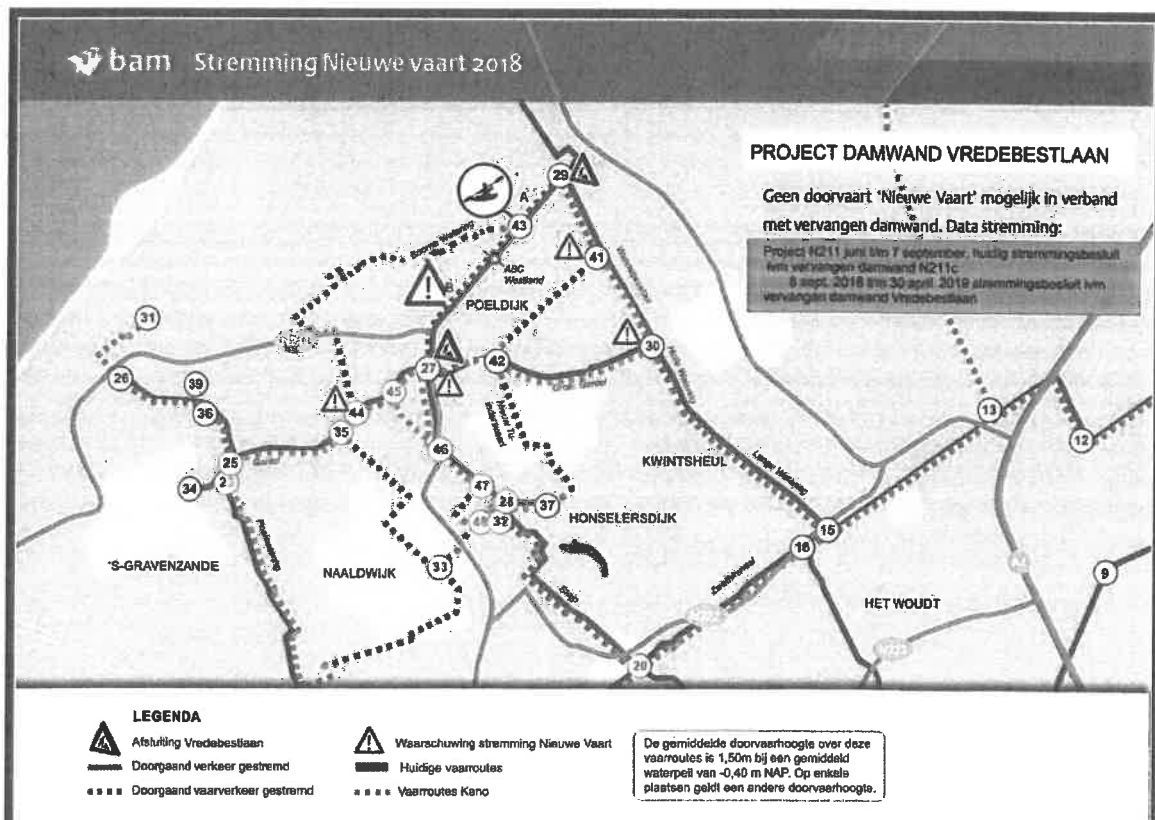 bam Stremming Nieuwe vaart 2018
PROJECT DAMWAND VREDEBESTLAAN
Geen doorvaart 'Nieuwe Vaart' mogelijk in verband
met vervangen damwand. Data stremming:
Project N211 juni t/m 7 september, huidig stremmingsbesluit
ivm vervangen damwand N211c
8 sept. 2018 t/m 30 april 2019 stremmingsbesluit ivm
vervangen damwand Vredebestlaan
29
A
43
41
ABC
Westland
B
POELDIJK
31
30
26
39
36
27
42
45
44
35
13
12
46
KWINTSHEUL
25
34
47
28
37
32
HONSELERSDIJK
15
16
'S-GRAVENZANDE
NAALDWIJK
33
HET WOUDT
9
20
N223
LEGENDA
Afsluiting Vredebestlaan
Doorgaand verkeer gestremd
Doorgaand vaarverkeer gestremd
Waarschuwing stremming Nieuwe Vaart
Huidige vaarroutes
Vaarroutes Kano
De gemiddelde doorvaarhoogte over deze
vaarroutes is 1,50m bij een gemiddeld
waterpeil van -0,40 m NAP. Op enkele
plaatsen geldt een andere doorvaarhoogte.